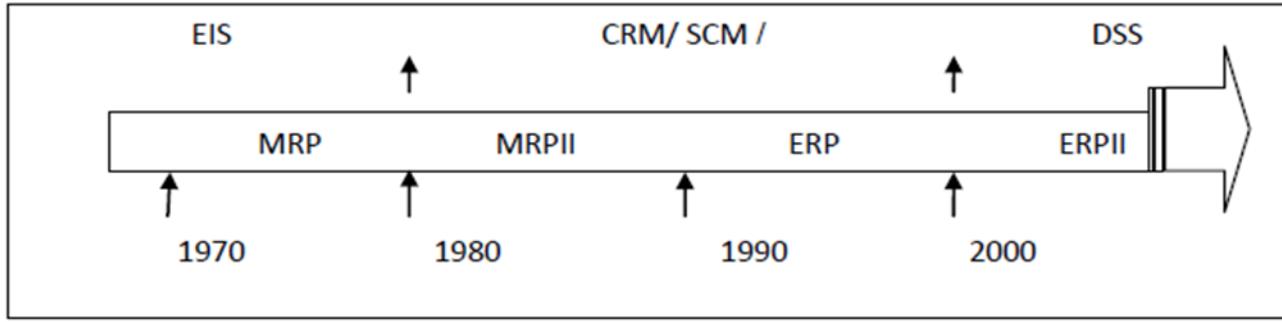 EIS CRM/ SCM / DSS
MRP MRPII ERP ERPII
1970 1980 1990 2000